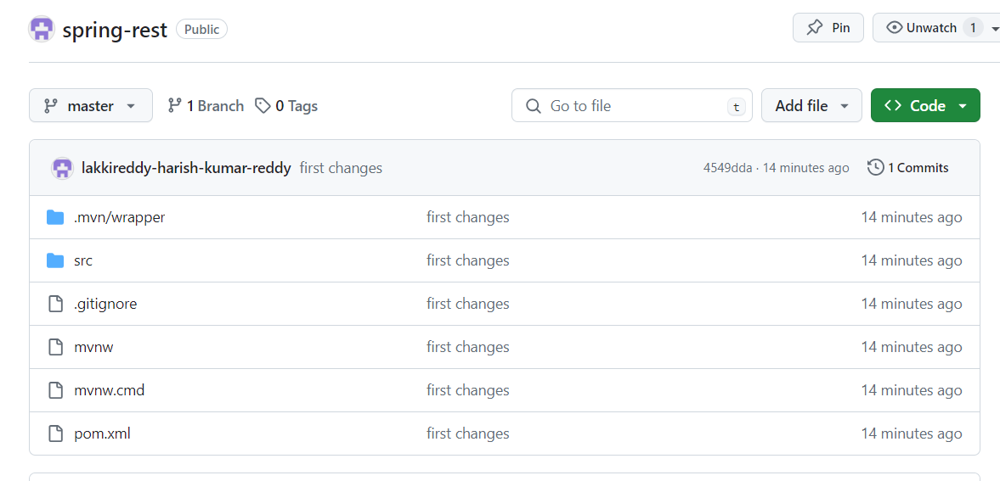 spring-rest Public Pin Unwatch 1
master 1 Branch 0 Tags Go to file t Add file Code
lakkireddy-harish-kumar-reddy first changes 4549dda · 14 minutes ago 1 Commits
.mvn/wrapper first changes 14 minutes ago
src first changes 14 minutes ago
.gitignore first changes 14 minutes ago
mvnw first changes 14 minutes ago
mvnw.cmd first changes 14 minutes ago
pom.xml first changes 14 minutes ago